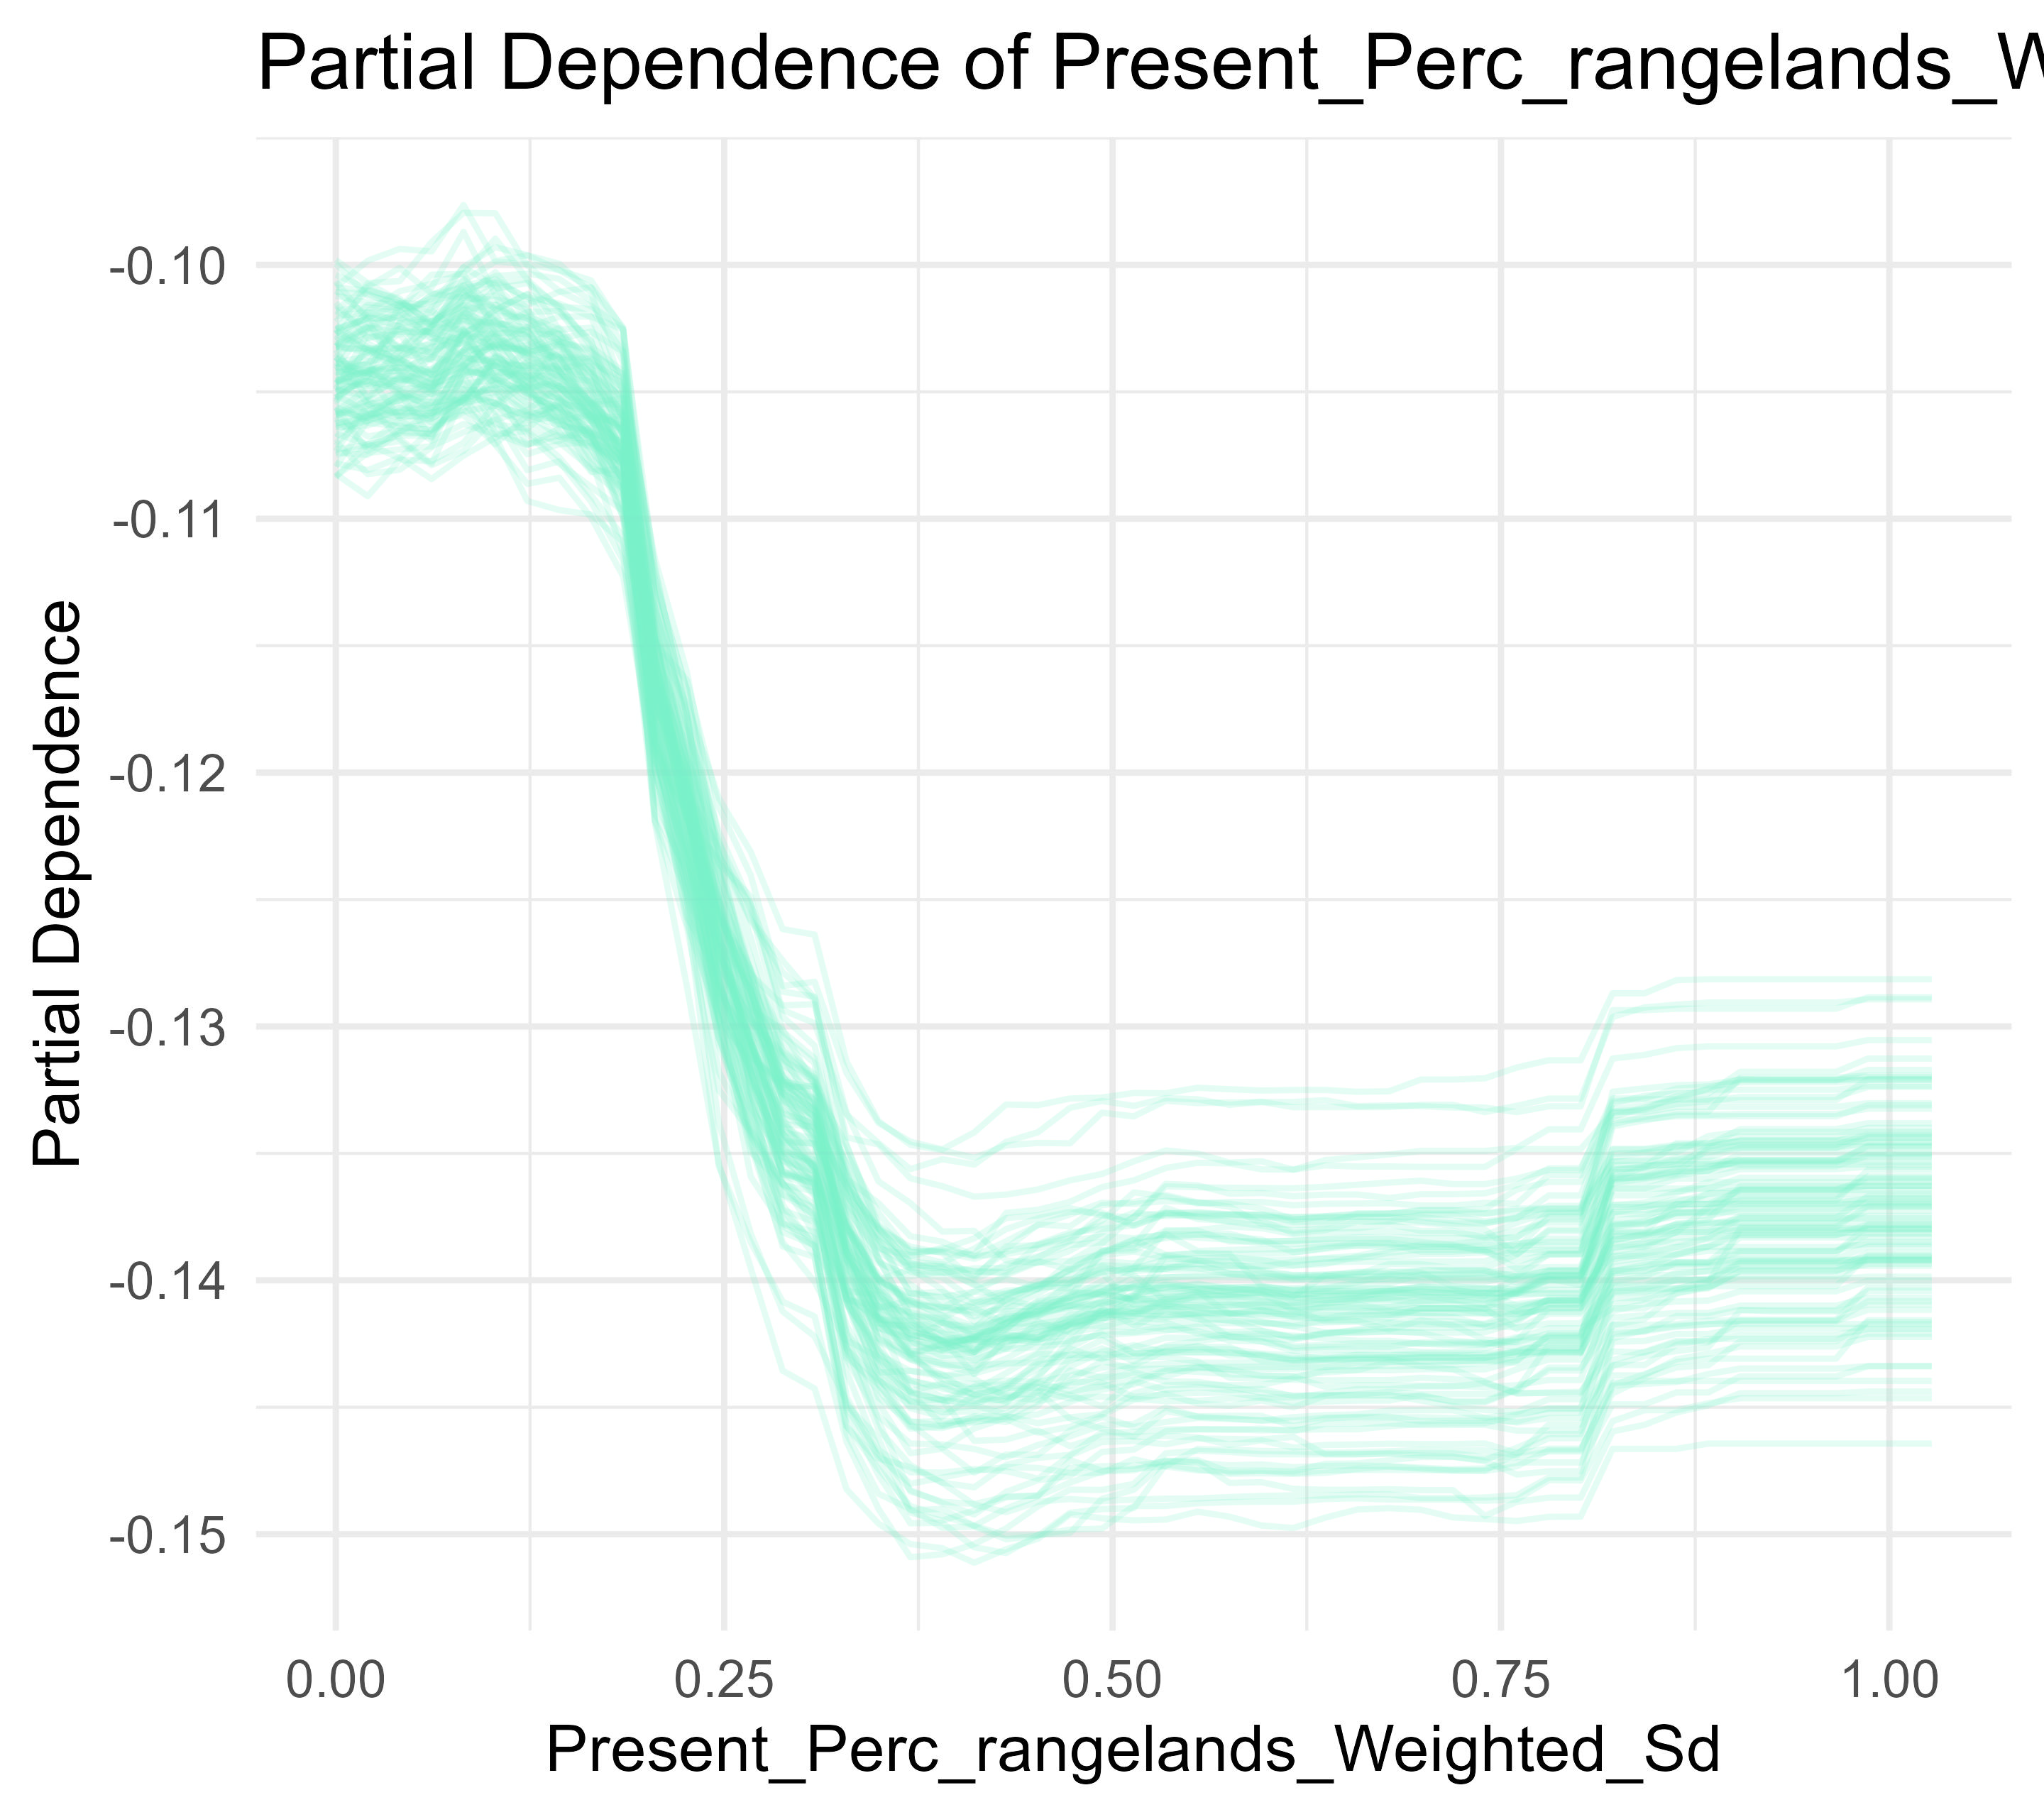 Partial Dependence of Present_Perc_rangelands_W
-0.10
-0.11
-0.12
-0.13
-0.14
-0.15
Partial Dependence
0.00 0.25 0.50 0.75 1.00
Present_Perc_rangelands_Weighted_Sd